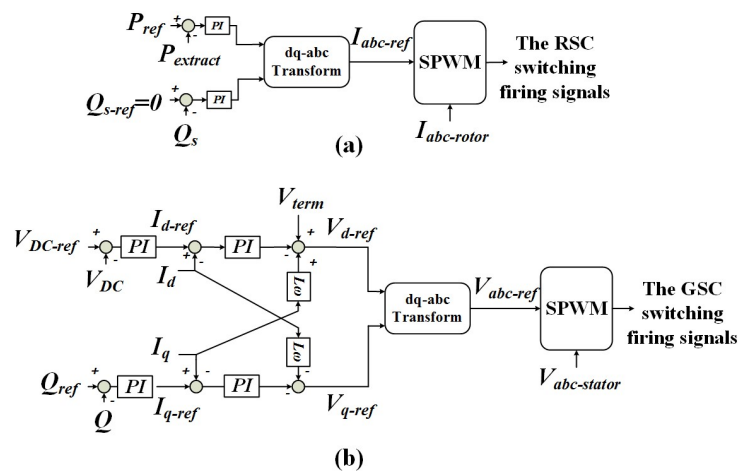 P_ref + - PI
P_extract
Q_s-ref=0 + - PI
Q_s
dq-abc
Transform
I_abc-ref
SPWM
The RSC
switching
firing signals
I_abc-rotor
(a)
V_term
V_DC-ref + - PI I_d-ref + - PI - + + V_d-ref
V_DC
I_d
Lω
Lω
I_q
Q_ref + - PI I_q-ref + - PI - - V_q-ref
Q
dq-abc
Transform
V_abc-ref
SPWM
The GSC
switching
firing signals
V_abc-stator
(b)